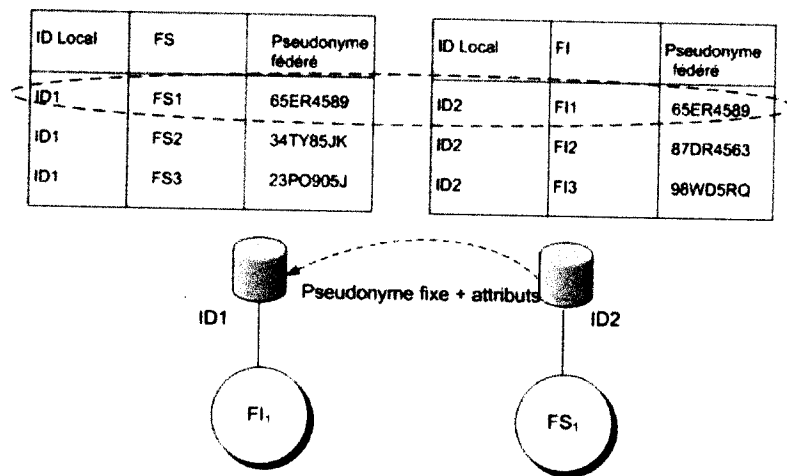 ID Local FS Pseudonyme fédéré
ID1 FS1 65ER4589
ID1 FS2 34TY85JK
ID1 FS3 23PO905J
ID Local FI Pseudonyme fédéré
ID2 FI1 65ER4589
ID2 FI2 87DR4563
ID2 FI3 98WD5RQ
Pseudonyme fixe + attributs
ID1 ID2
FI₁ FS₁